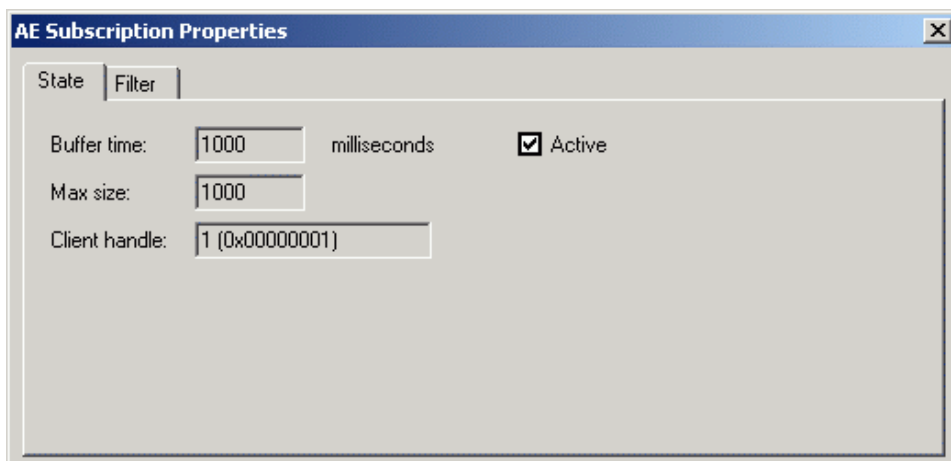 AE Subscription Properties
State Filter
Buffer time: 1000 milliseconds Active
Max size: 1000
Client handle: 1 (0x00000001)